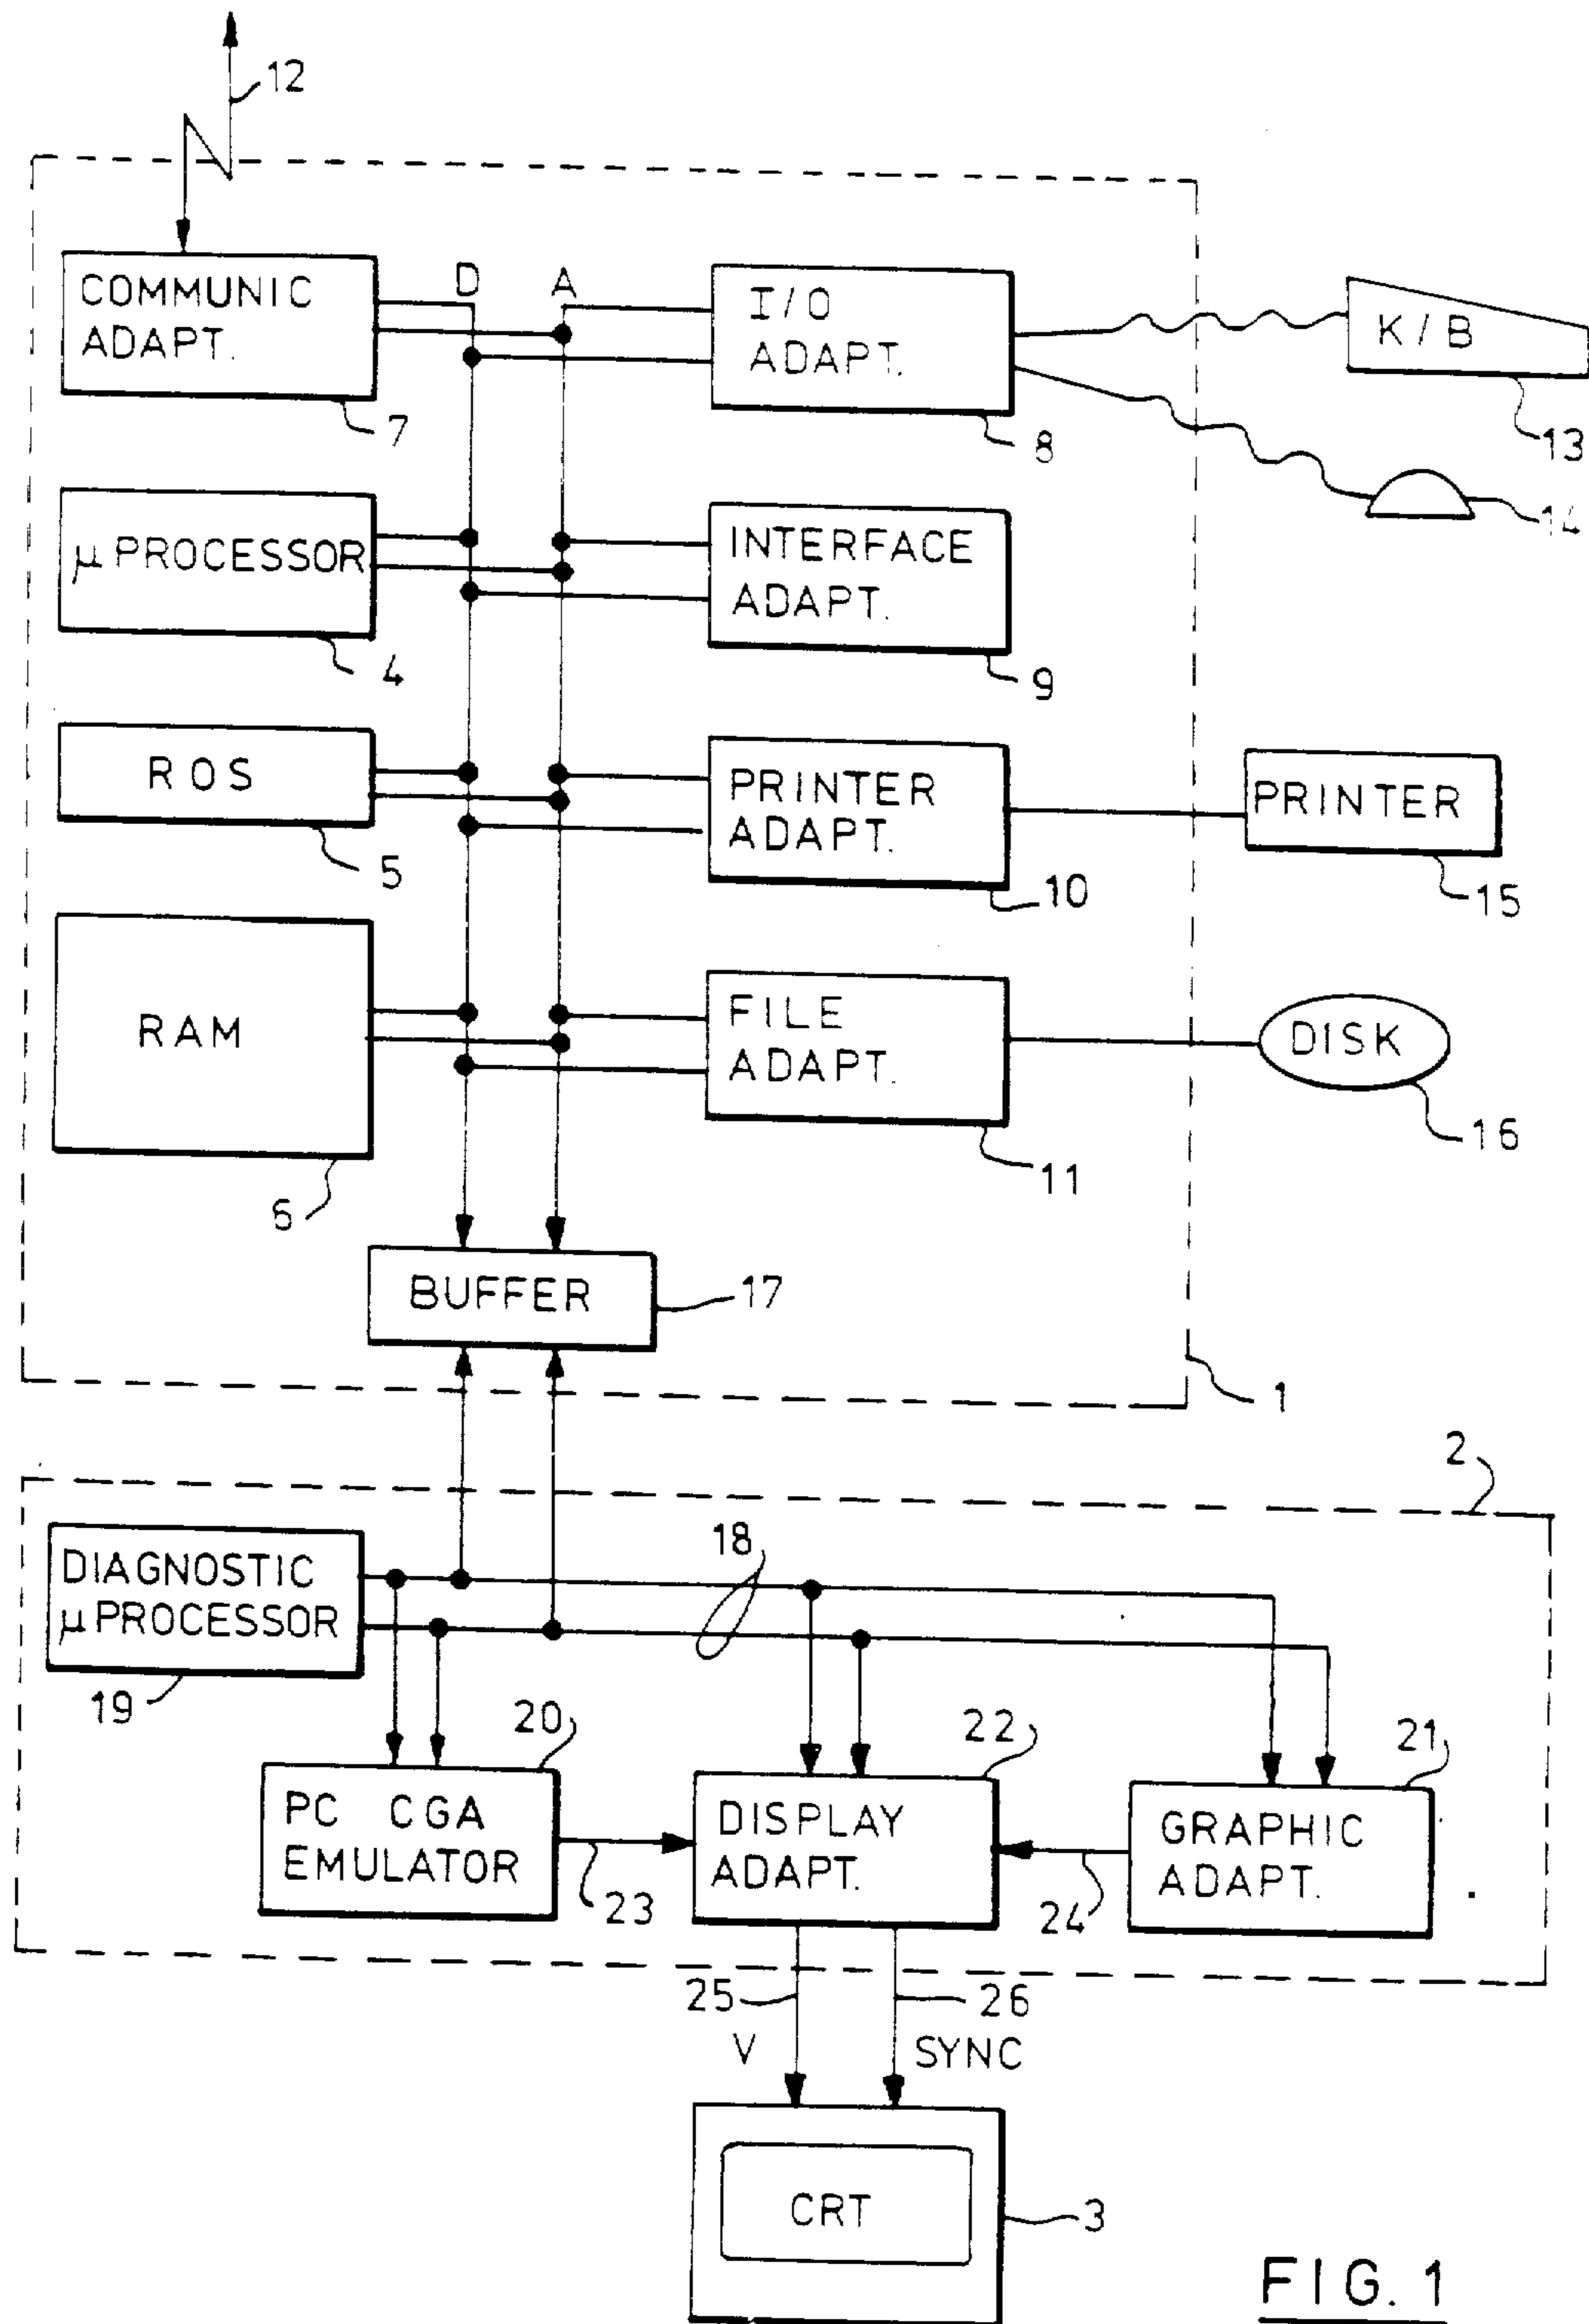 12
COMMUNIC
ADAPT.
7
D
A
I/O
ADAPT.
8
K/B
13
14
μ PROCESSOR
4
INTERFACE
ADAPT.
9
ROS
5
PRINTER
ADAPT.
10
PRINTER
15
RAM
6
FILE
ADAPT.
11
DISK
16
BUFFER
17
1
2
DIAGNOSTIC
μ PROCESSOR
19
18
20
PC CGA
EMULATOR
23
22
DISPLAY
ADAPT.
21
GRAPHIC
ADAPT.
24
25
26
V
SYNC
CRT
3
FIG. 1